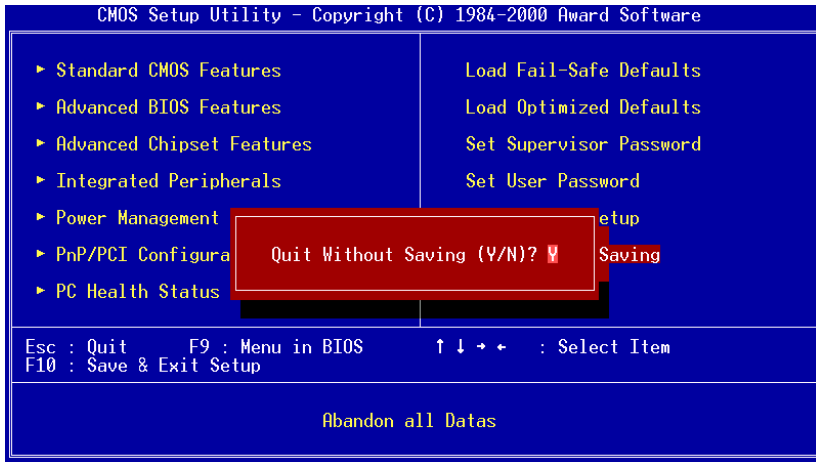 CMOS Setup Utility - Copyright (C) 1984-2000 Award Software
Standard CMOS Features
Advanced BIOS Features
Advanced Chipset Features
Integrated Peripherals
Power Management
PnP/PCI Configura
PC Health Status
Load Fail-Safe Defaults
Load Optimized Defaults
Set Supervisor Password
Set User Password
etup
Saving
Quit Without Saving (Y/N)? Y
Esc : Quit F9 : Menu in BIOS ↑ ↓ → ← : Select Item
F10 : Save & Exit Setup
Abandon all Datas